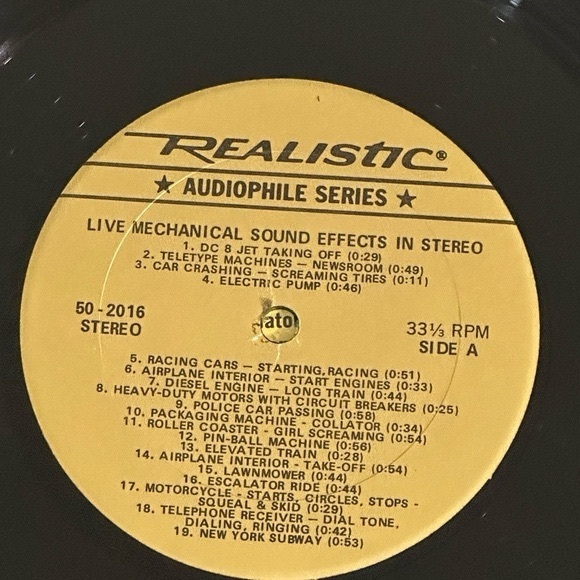 REALISTIC®
★ AUDIOPHILE SERIES ★
LIVE MECHANICAL SOUND EFFECTS IN STEREO
1. DC 8 JET TAKING OFF (0:29)
2. TELETYPE MACHINES — NEWSROOM (0:49)
3. CAR CRASHING — SCREAMING TIRES (0:11)
4. ELECTRIC PUMP (0:46)
50-2016
STEREO
ato
33⅓ RPM
SIDE A
5. RACING CARS — STARTING, RACING (0:51)
6. AIRPLANE INTERIOR — START ENGINES (0:33)
7. DIESEL ENGINE — LONG TRAIN (0:44)
8. HEAVY-DUTY MOTORS WITH CIRCUIT BREAKERS (0:25)
9. POLICE CAR PASSING (0:58)
10. PACKAGING MACHINE - COLLATOR (0:34)
11. ROLLER COASTER - GIRL SCREAMING (0:54)
12. PIN-BALL MACHINE (0:56)
13. ELEVATED TRAIN (0:28)
14. AIRPLANE INTERIOR - TAKE-OFF (0:54)
15. LAWNMOWER (0:44)
16. ESCALATOR RIDE (0:44)
17. MOTORCYCLE - STARTS, CIRCLES, STOPS -
SQUEAL & SKID (0:29)
18. TELEPHONE RECEIVER — DIAL TONE,
DIALING, RINGING (0:42)
19. NEW YORK SUBWAY (0:53)